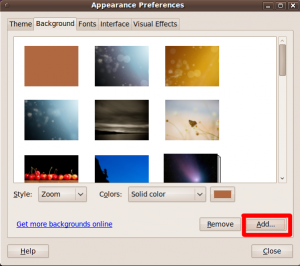 Appearance Preferences
Theme Background Fonts Interface Visual Effects
Style: Zoom Colors: Solid color
Get more backgrounds online Remove Add...
Help Close